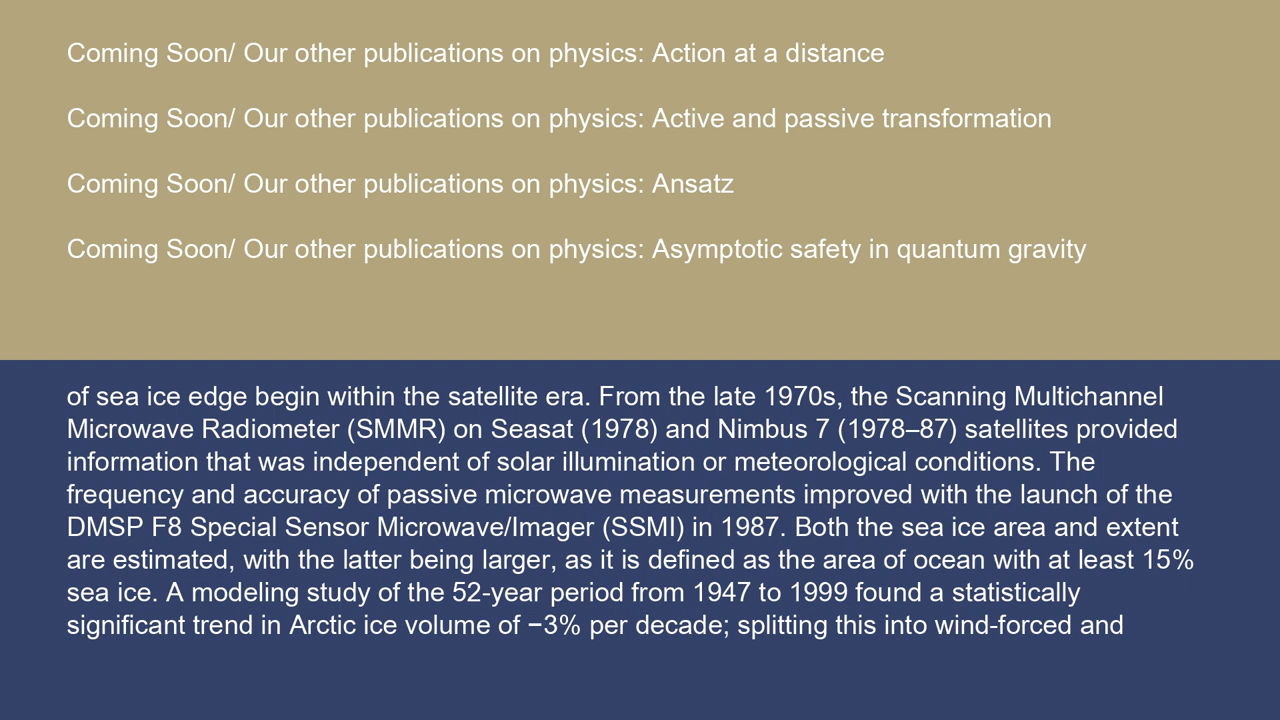 Coming Soon/ Our other publications on physics: Action at a distance
Coming Soon/ Our other publications on physics: Active and passive transformation
Coming Soon/ Our other publications on physics: Ansatz
Coming Soon/ Our other publications on physics: Asymptotic safety in quantum gravity
of sea ice edge begin within the satellite era. From the late 1970s, the Scanning Multichannel
Microwave Radiometer (SMMR) on Seasat (1978) and Nimbus 7 (1978–87) satellites provided
information that was independent of solar illumination or meteorological conditions. The
frequency and accuracy of passive microwave measurements improved with the launch of the
DMSP F8 Special Sensor Microwave/Imager (SSMI) in 1987. Both the sea ice area and extent
are estimated, with the latter being larger, as it is defined as the area of ocean with at least 15%
sea ice. A modeling study of the 52-year period from 1947 to 1999 found a statistically
significant trend in Arctic ice volume of −3% per decade; splitting this into wind-forced and